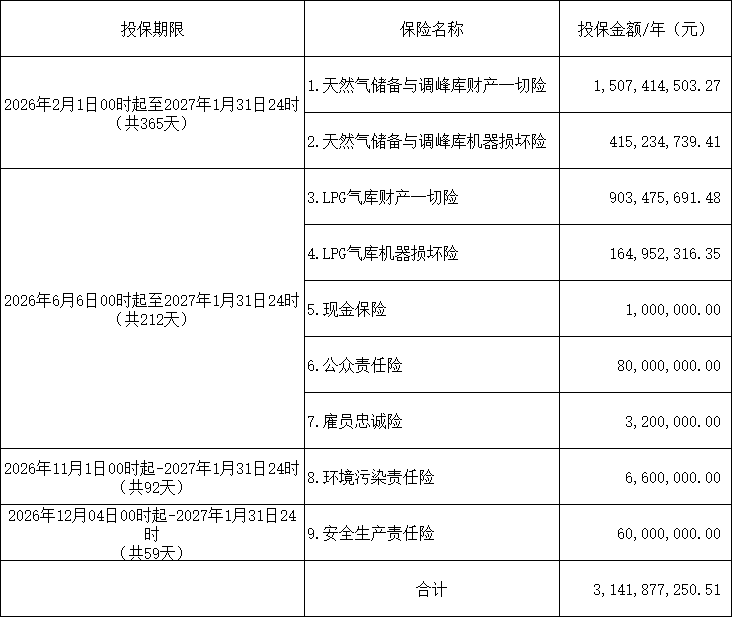 投保期限
保险名称
投保金额/年（元）
2026年2月1日00时起至2027年1月31日24时
（共365天）
1.天然气储备与调峰库财产一切险
1,507,414,503.27
2.天然气储备与调峰库机器损坏险
415,234,739.41
2026年6月6日00时起至2027年1月31日24时
（共212天）
3.LPG气库财产一切险
903,475,691.48
4.LPG气库机器损坏险
164,952,316.35
5.现金保险
1,000,000.00
6.公众责任险
80,000,000.00
7.雇员忠诚险
3,200,000.00
2026年11月1日00时起-2027年1月31日24时
（共92天）
8.环境污染责任险
6,600,000.00
2026年12月04日00时起-2027年1月31日24
时
（共59天）
9.安全生产责任险
60,000,000.00
合计
3,141,877,250.51